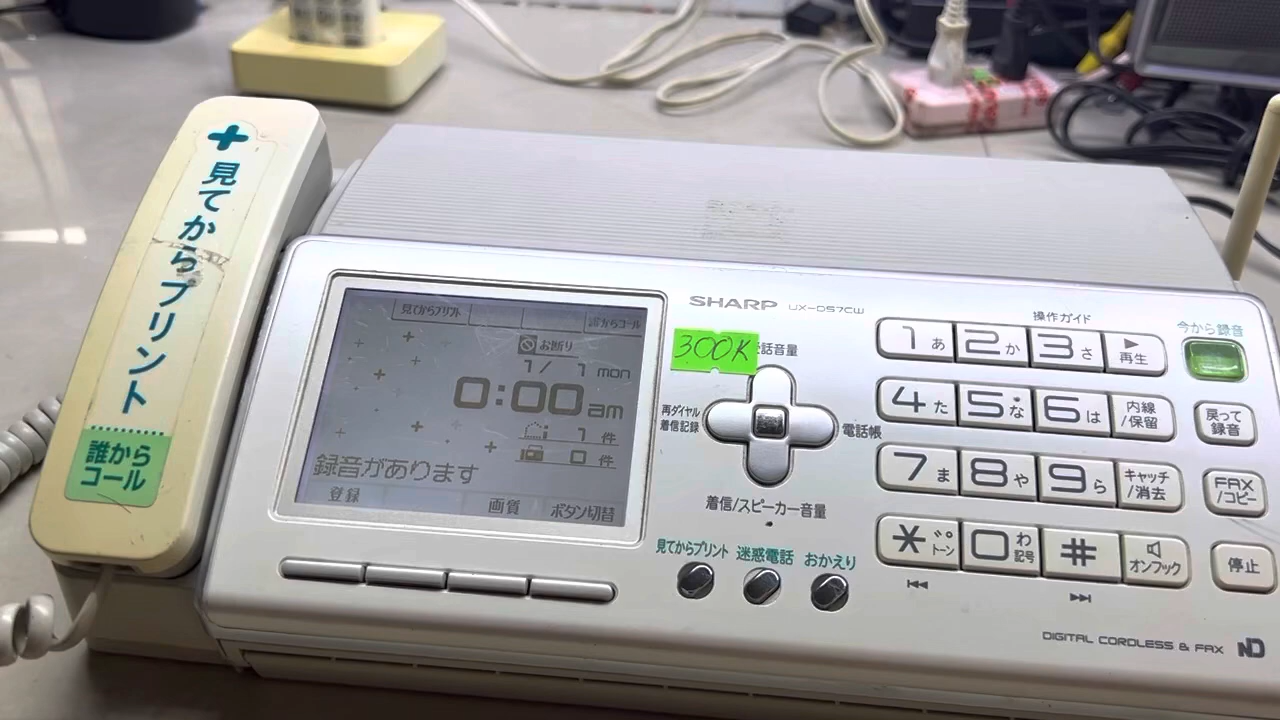 見てからプリント
誰から
コール
SHARP UX-D57CW
300K
見てからプリント
誰からコール
お断り
1/ 1 mon
0:00 am
1 件
0 件
録音があります
登録
画質
ボタン切替
話音量
再ダイヤル
着信記録
電話帳
着信/スピーカー音量
見てからプリント
迷惑電話
おかえり
操作ガイド
1 あ
2 か
3 さ
再生
今から録音
4 た
5 な
6 は
内線
/保留
戻って
録音
7 ま
8 や
9 ら
キャッチ
/消去
FAX
/コピー
* トーン
0 わ
記号
#
オンフック
停止
DIGITAL CORDLESS & FAX